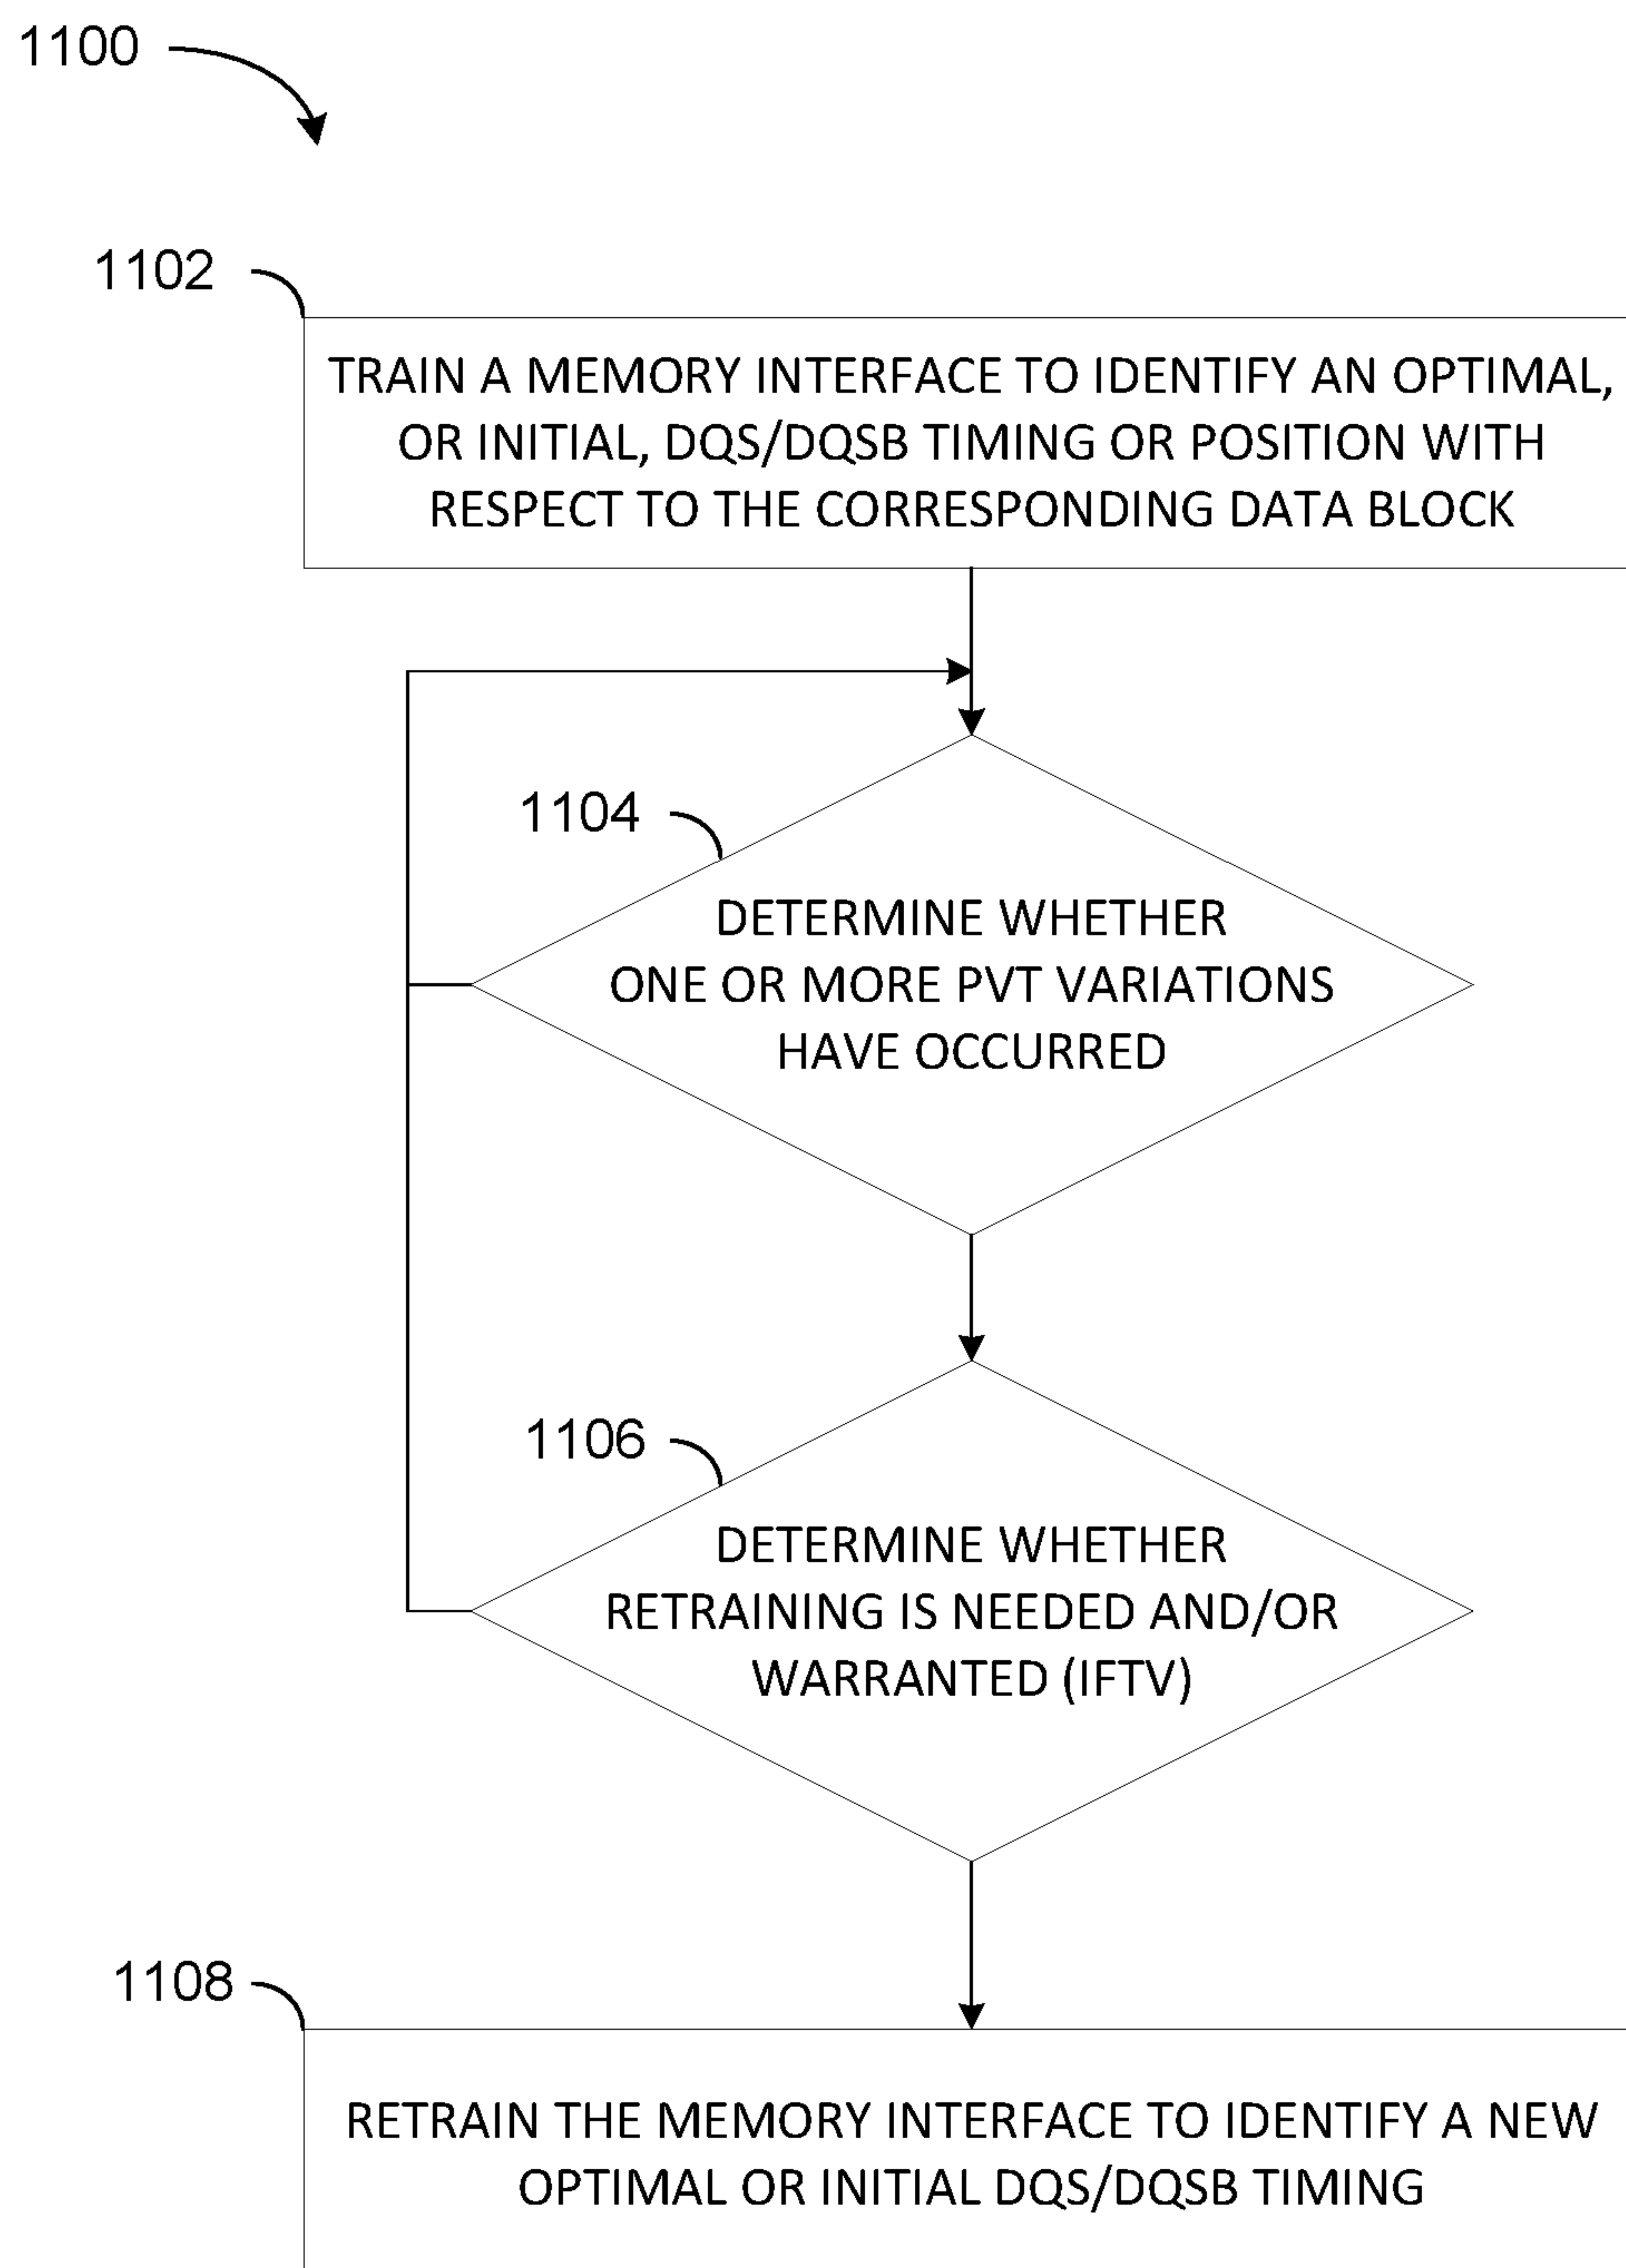 1100
1102
TRAIN A MEMORY INTERFACE TO IDENTIFY AN OPTIMAL,
OR INITIAL, DQS/DQSB TIMING OR POSITION WITH
RESPECT TO THE CORRESPONDING DATA BLOCK
1104
DETERMINE WHETHER
ONE OR MORE PVT VARIATIONS
HAVE OCCURRED
1106
DETERMINE WHETHER
RETRAINING IS NEEDED AND/OR
WARRANTED (IFTV)
1108
RETRAIN THE MEMORY INTERFACE TO IDENTIFY A NEW
OPTIMAL OR INITIAL DQS/DQSB TIMING